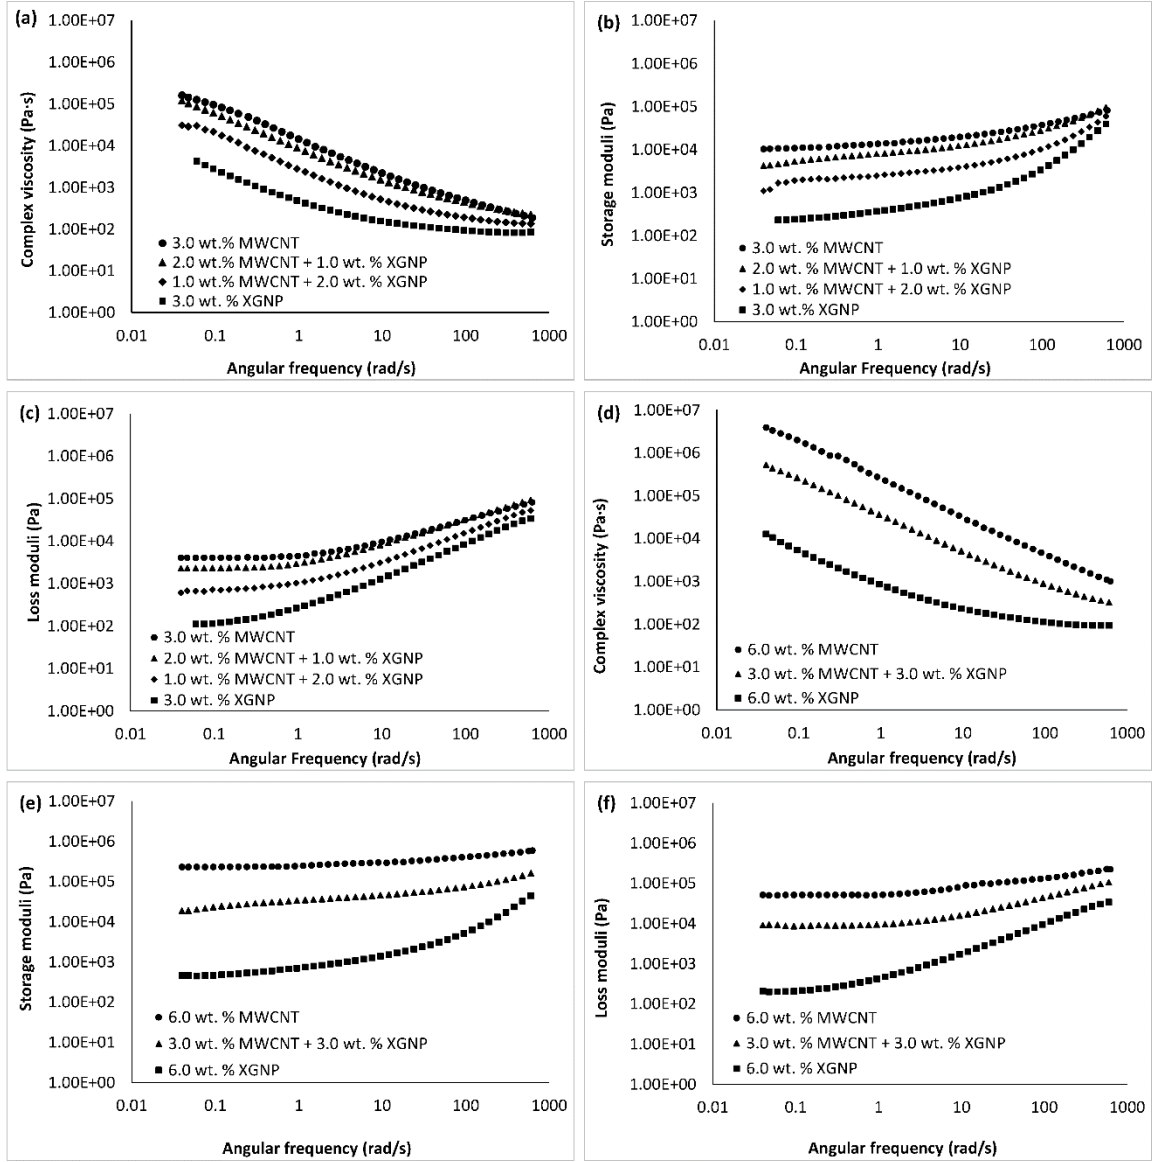 (a)
Complex viscosity (Pa·s)
1.00E+07
1.00E+06
1.00E+05
1.00E+04
1.00E+03
1.00E+02
1.00E+01
1.00E+00
3.0 wt.% MWCNT
2.0 wt.% MWCNT + 1.0 wt. % XGNP
1.0 wt.% MWCNT + 2.0 wt. % XGNP
3.0 wt. % XGNP
0.01 0.1 1 10 100 1000
Angular frequency (rad/s)
(b)
Storage moduli (Pa)
1.00E+07
1.00E+06
1.00E+05
1.00E+04
1.00E+03
1.00E+02
1.00E+01
1.00E+00
3.0 wt. % MWCNT
2.0 wt. % MWCNT + 1.0 wt. % XGNP
1.0 wt. % MWCNT + 2.0 wt. % XGNP
3.0 wt.% XGNP
0.01 0.1 1 10 100 1000
Angular Frequency (rad/s)
(c)
Loss moduli (Pa)
1.00E+07
1.00E+06
1.00E+05
1.00E+04
1.00E+03
1.00E+02
1.00E+01
1.00E+00
3.0 wt. % MWCNT
2.0 wt. % MWCNT + 1.0 wt. % XGNP
1.0 wt. % MWCNT + 2.0 wt. % XGNP
3.0 wt. % XGNP
0.01 0.1 1 10 100 1000
Angular Frequency (rad/s)
(d)
Complex viscosity (Pa·s)
1.00E+07
1.00E+06
1.00E+05
1.00E+04
1.00E+03
1.00E+02
1.00E+01
1.00E+00
6.0 wt. % MWCNT
3.0 wt. % MWCNT + 3.0 wt. % XGNP
6.0 wt. % XGNP
0.01 0.1 1 10 100 1000
Angular frequency (rad/s)
(e)
Storage moduli (Pa)
1.00E+07
1.00E+06
1.00E+05
1.00E+04
1.00E+03
1.00E+02
1.00E+01
1.00E+00
6.0 wt. % MWCNT
3.0 wt. % MWCNT + 3.0 wt. % XGNP
6.0 wt. % XGNP
0.01 0.1 1 10 100 1000
Angular frequency (rad/s)
(f)
Loss moduli (Pa)
1.00E+07
1.00E+06
1.00E+05
1.00E+04
1.00E+03
1.00E+02
1.00E+01
1.00E+00
6.0 wt. % MWCNT
3.0 wt. % MWCNT + 3.0 wt. % XGNP
6.0 wt. % XGNP
0.01 0.1 1 10 100 1000
Angular frequency (rad/s)